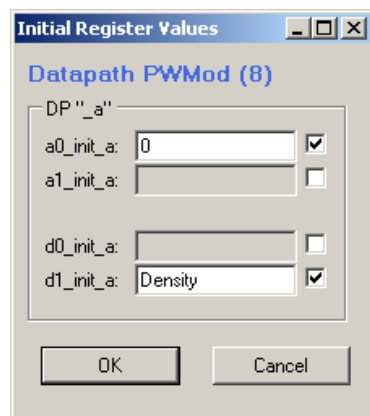 Initial Register Values
Datapath PWMod (8)
DP "_a"
a0_init_a: 0
a1_init_a:
d0_init_a:
d1_init_a: Density
OK Cancel